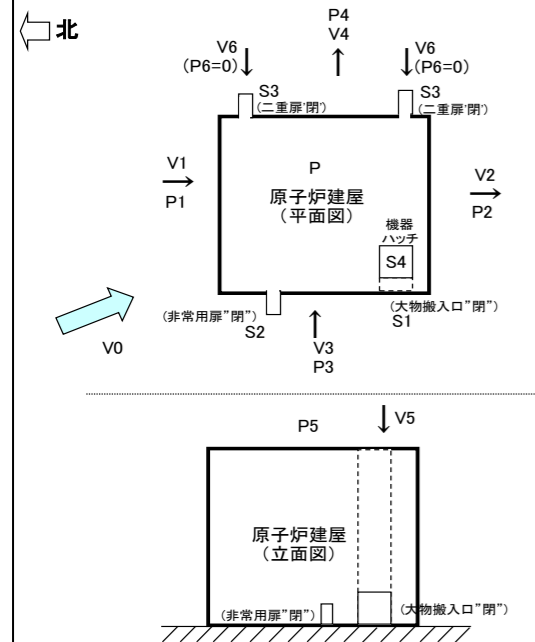 北
P4
V4
V6
(P6=0)
V6
(P6=0)
S3
(二重扉'閉')
S3
(二重扉'閉')
V1
P1
P
原子炉建屋
(平面図)
V2
P2
機器
ハッチ
S4
(非常用扉"閉")
S2
(大物搬入口"閉")
S1
V0
V3
P3
P5
V5
原子炉建屋
(立面図)
(非常用扉"閉")
(大物搬入口"閉")